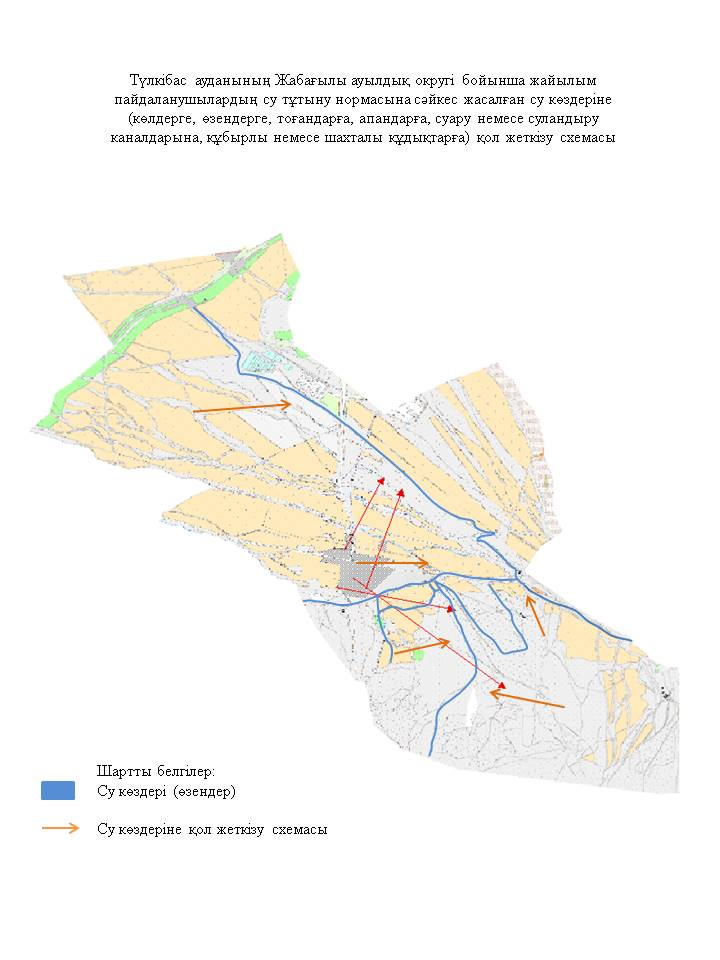 Түлкібас ауданының Жабағылы ауылдық округі бойынша жайылым
пайдаланушылардың су тұтыну нормасына сәйкес жасалған су көздеріне
(көлдерге, өзендерге, тоғандарға, апандарға, суару немесе суландыру
каналдарына, құбырлы немесе шахталы құдықтарға) қол жеткізу схемасы
Шартты белгілер:
Су көздері (өзендер)
Су көздеріне қол жеткізу схемасы